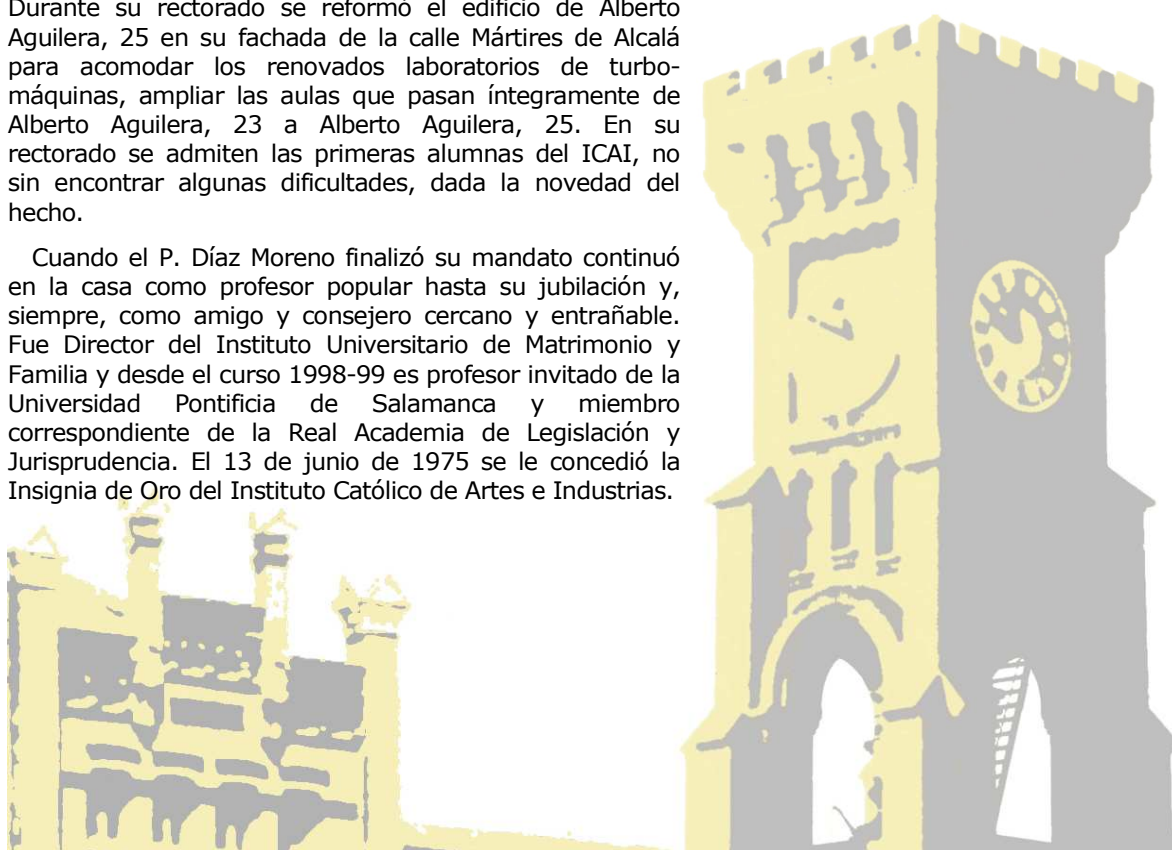 Durante su rectorado se reformó el edificio de Alberto
Aguilera, 25 en su fachada de la calle Mártires de Alcalá
para acomodar los renovados laboratorios de turbo-
máquinas, ampliar las aulas que pasan íntegramente de
Alberto Aguilera, 23 a Alberto Aguilera, 25. En su
rectorado se admiten las primeras alumnas del ICAI, no
sin encontrar algunas dificultades, dada la novedad del
hecho.
Cuando el P. Díaz Moreno finalizó su mandato continuó
en la casa como profesor popular hasta su jubilación y,
siempre, como amigo y consejero cercano y entrañable.
Fue Director del Instituto Universitario de Matrimonio y
Familia y desde el curso 1998-99 es profesor invitado de la
Universidad Pontificia de Salamanca y miembro
correspondiente de la Real Academia de Legislación y
Jurisprudencia. El 13 de junio de 1975 se le concedió la
Insignia de Oro del Instituto Católico de Artes e Industrias.